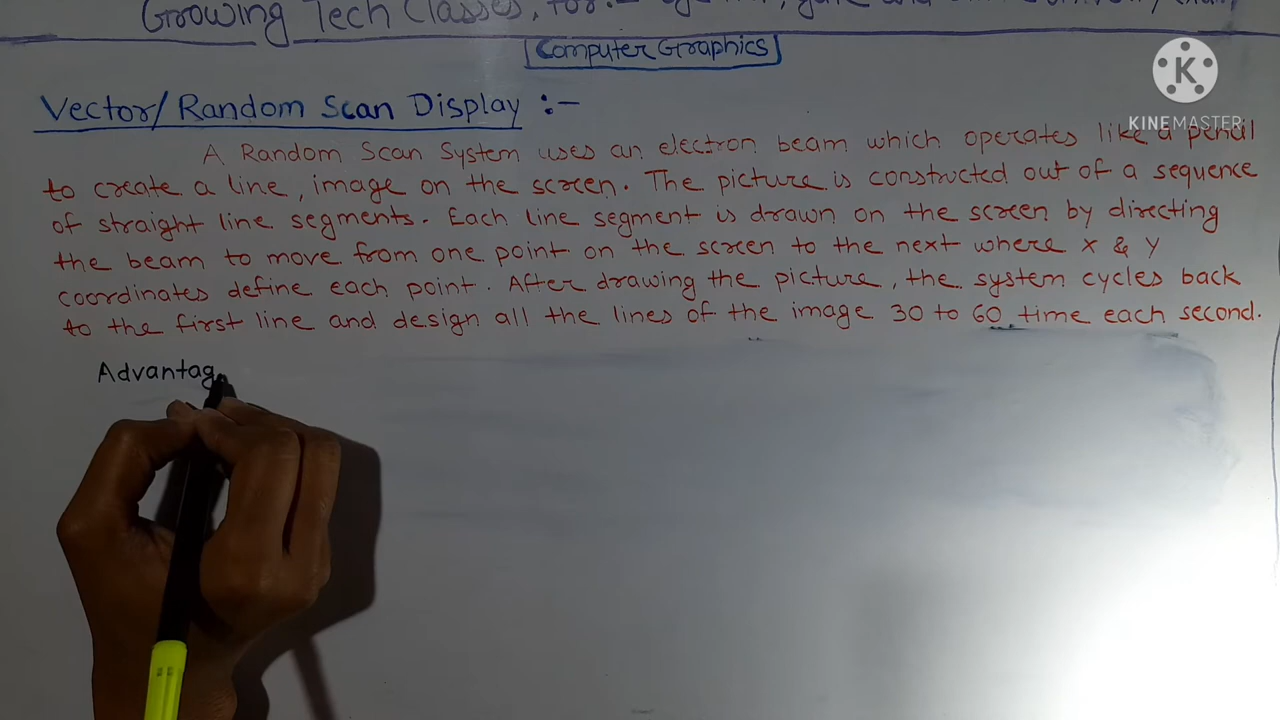 Growing Tech Classes, for:-
Computer Graphics
K
KINEMASTER
Vector/Random Scan Display :-
A Random Scan System uses an electron beam which operates like a pencil
to create a line, image on the screen. The picture is constructed out of a sequence
of straight line segments. Each line segment is drawn on the screen by directing
the beam to move from one point on the screen to the next where x & y
coordinates define each point. After drawing the picture, the system cycles back
to the first line and design all the lines of the image 30 to 60 time each second.
Advantag